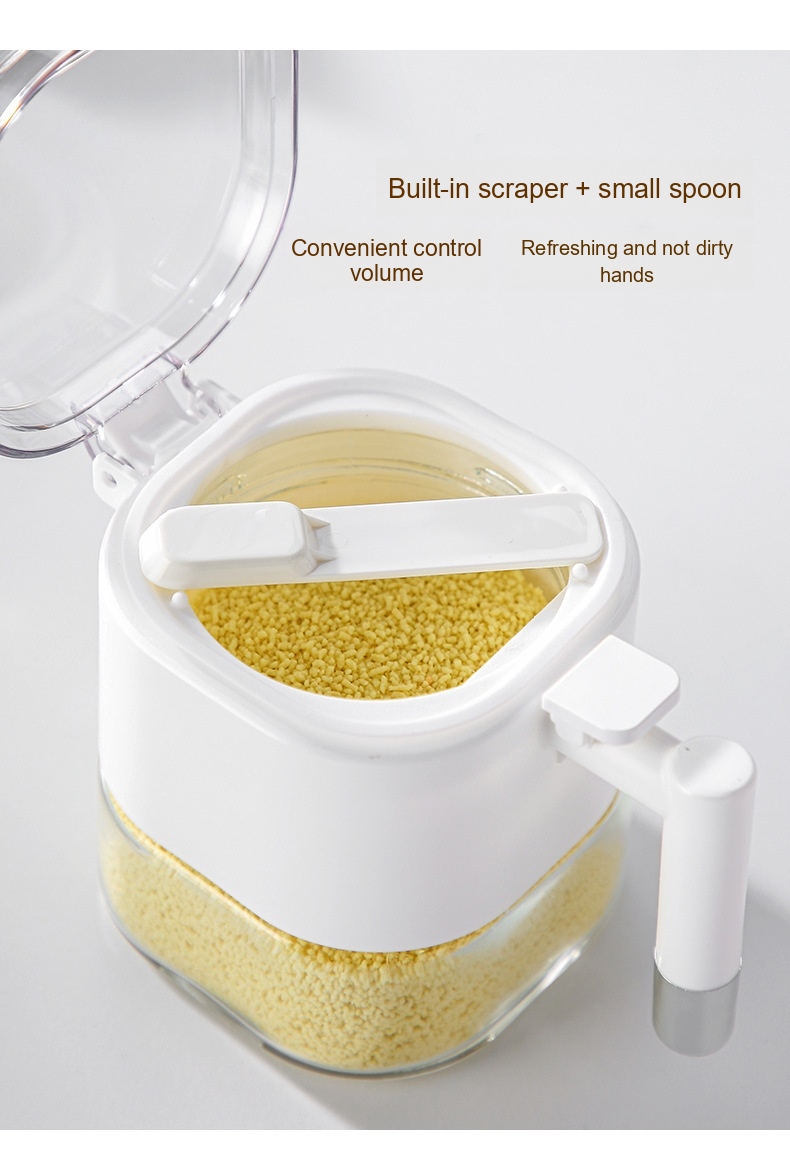 Built-in scraper + small spoon
Convenient control
volume
Refreshing and not dirty
hands